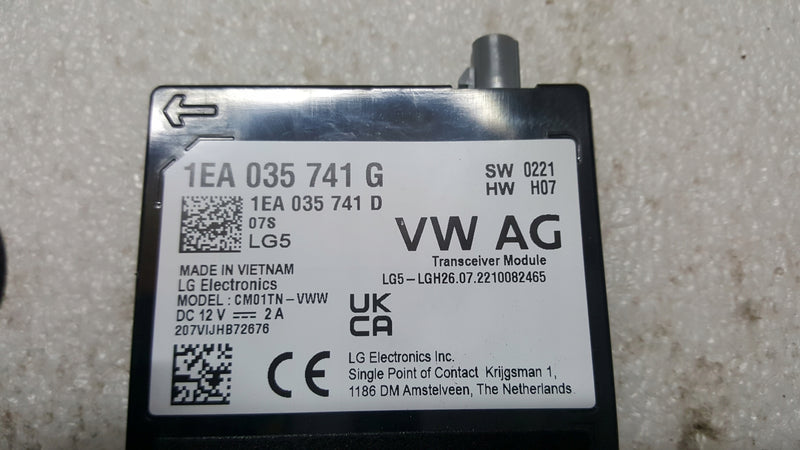 1EA 035 741 G
SW 0221
HW H07
1EA 035 741 D
07S
LG5
VW AG
Transceiver Module
LG5-LGH26.07.2210082465
MADE IN VIETNAM
LG Electronics
MODEL : CM01TN-VWW
DC 12 V ⎓ 2 A
207VIJHB72676
UK
CA
CE
LG Electronics Inc.
Single Point of Contact Krijgsman 1,
1186 DM Amstelveen, The Netherlands